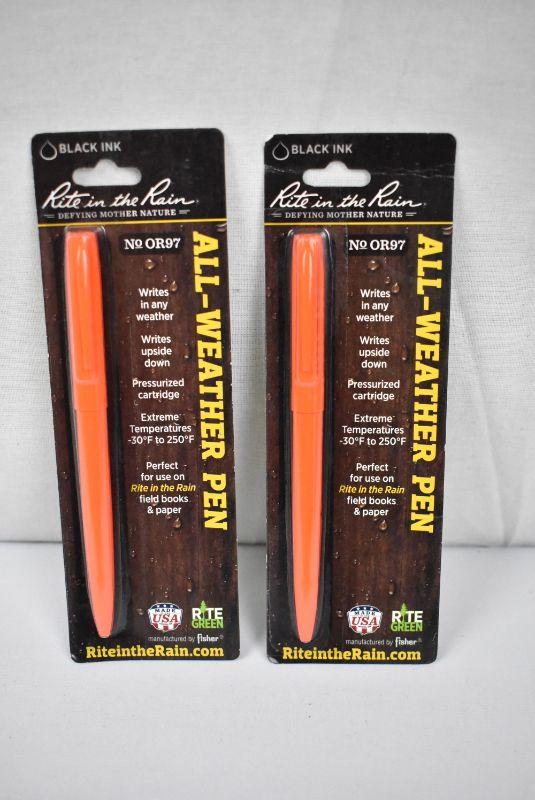 BLACK INK
Rite in the Rain
DEFYING MOTHER NATURE
No OR97
ALL-WEATHER PEN
Writes
in any
weather
Writes
upside
down
Pressurized
cartridge
Extreme
Temperatures
-30°F to 250°F
Perfect
for use on
Rite in the Rain
field books
& paper
MADE
USA
RITE
GREEN
manufactured by fisher
RiteintheRain.com
BLACK INK
Rite in the Rain
DEFYING MOTHER NATURE
No OR97
ALL-WEATHER PEN
Writes
in any
weather
Writes
upside
down
Pressurized
cartridge
Extreme
Temperatures
-30°F to 250°F
Perfect
for use on
Rite in the Rain
field books
& paper
MADE
USA
RITE
GREEN
manufactured by fisher
RiteintheRain.com